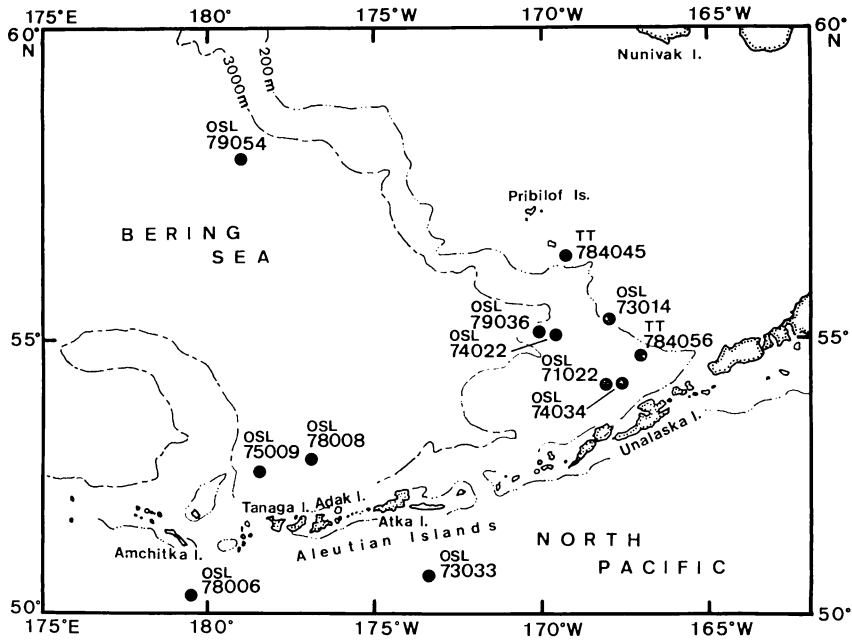 175°E 180° 175°W 170°W 165°W
60° N
60° N
Nunivak I.
200m
3000m
OSL
79054
Pribilof Is.
BERING
SEA
TT
784045
OSL
73014
OSL
79036
TT
784056
OSL
74022
55°
55°
OSL
71022
OSL
74034
OSL
75009
OSL
78008
Unalaska I.
Tanaga I. Adak I.
Atka I.
Amchitka I.
Aleutian Islands
NORTH
PACIFIC
OSL
73033
OSL
78006
50° N
50° N
175°E 180° 175°W 170°W 165°W